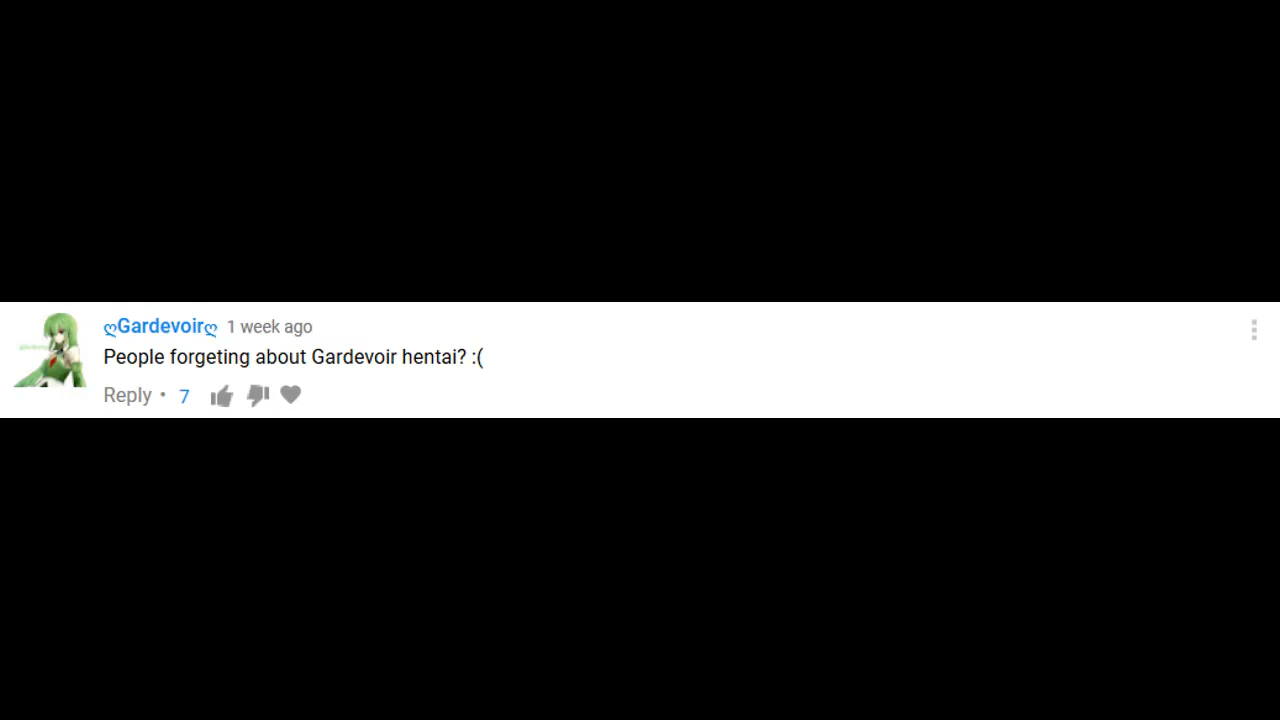 ღGardevoirღ 1 week ago
People forgeting about Gardevoir hentai? :(
Reply • 7